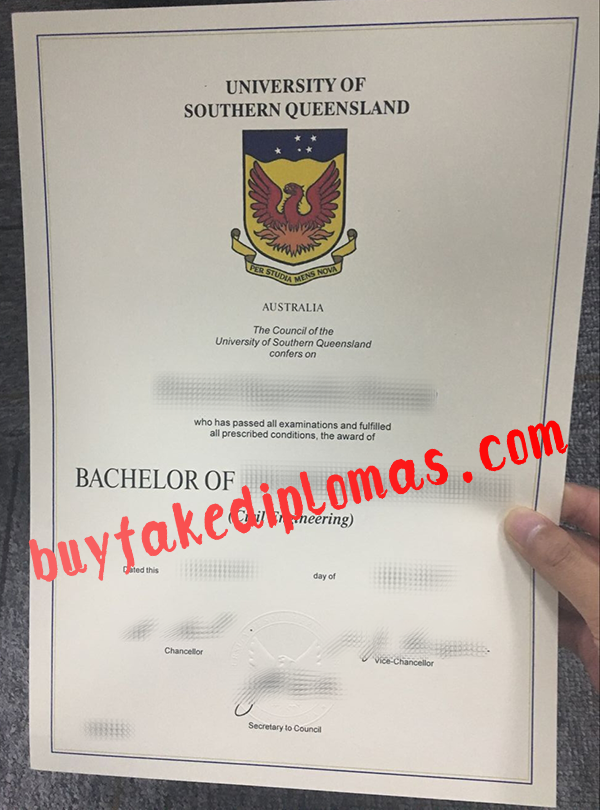 UNIVERSITY OF
SOUTHERN QUEENSLAND
PER STUDIA MENS NOVA
AUSTRALIA
The Council of the
University of Southern Queensland
confers on
who has passed all examinations and fulfilled
all prescribed conditions, the award of
BACHELOR OF
(Civil Engineering)
buyfakediplomas.com
Dated this day of
Chancellor
Vice-Chancellor
Secretary to Council